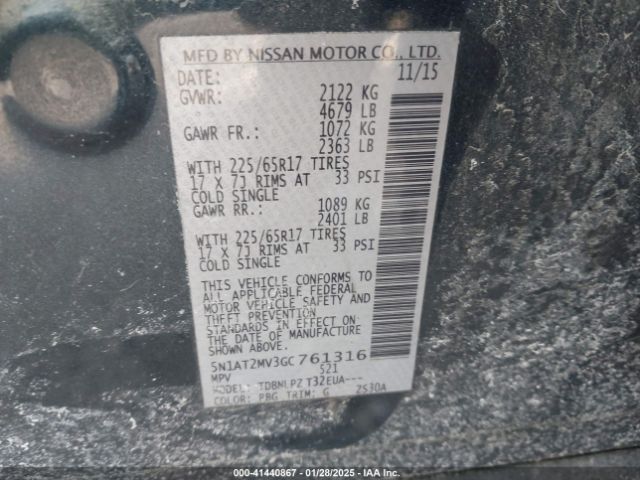 MFD BY NISSAN MOTOR CO., LTD.
DATE: 11/15
GVWR: 2122 KG
4679 LB
GAWR FR.: 1072 KG
2363 LB
WITH 225/65R17 TIRES
17 X 7J RIMS AT 33 PSI
COLD SINGLE
GAWR RR.: 1089 KG
2401 LB
WITH 225/65R17 TIRES
17 X 7J RIMS AT 33 PSI
COLD SINGLE
THIS VEHICLE CONFORMS TO
ALL APPLICABLE FEDERAL
MOTOR VEHICLE SAFETY AND
THEFT PREVENTION
STANDARDS IN EFFECT ON
THE DATE OF MANUFACTURE
SHOWN ABOVE.
5N1AT2MV3GC761316
MPV 521
MODEL: TDBNLPZ T32EUA---
COLOR: PBG TRIM: G ZS30A
000-41440867 • 01/28/2025 • IAA Inc.